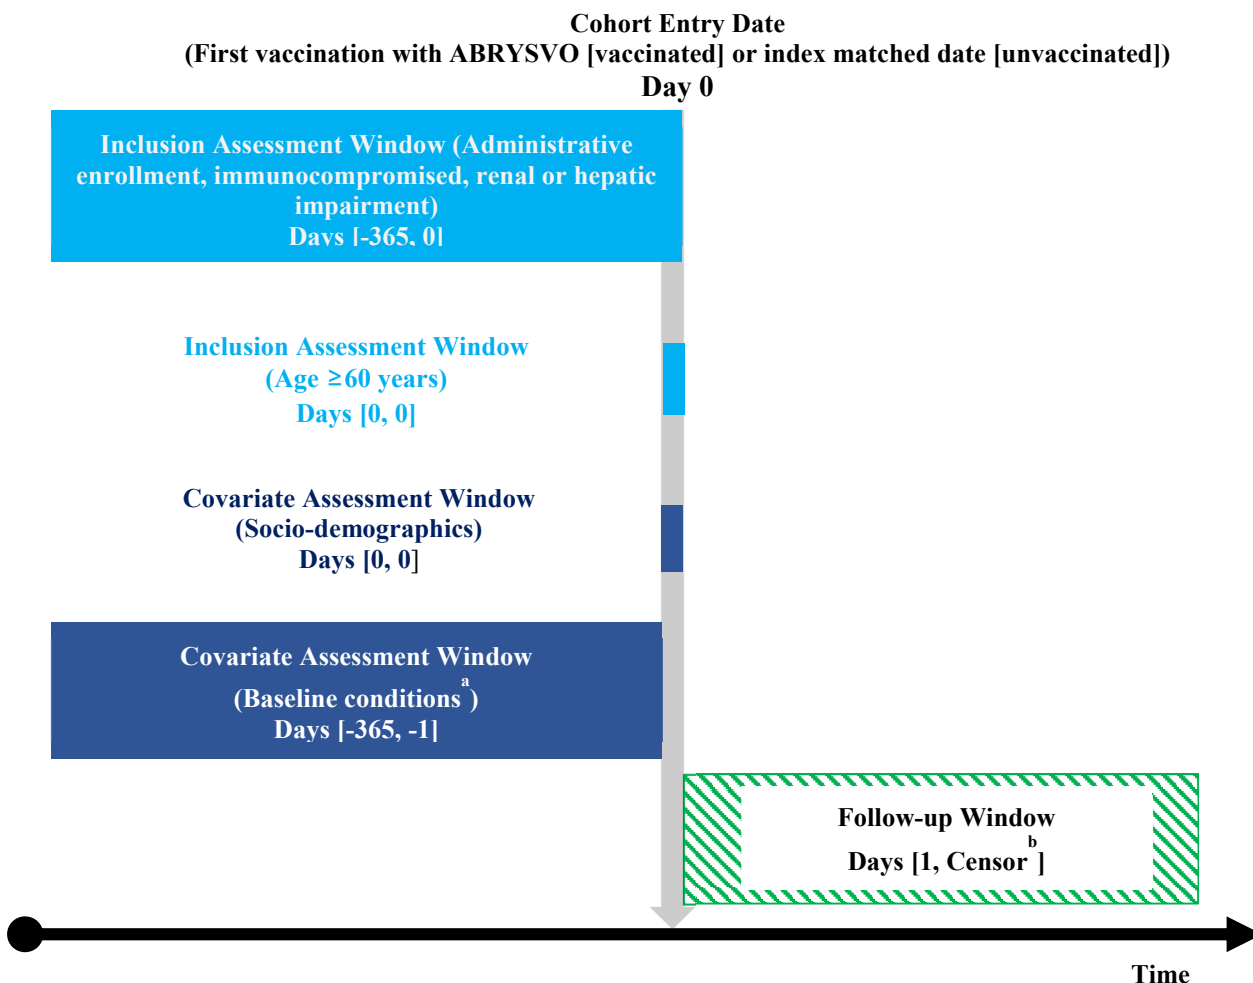 Cohort Entry Date
(First vaccination with ABRYSVO [vaccinated] or index matched date [unvaccinated])
Day 0
Inclusion Assessment Window (Administrative
enrollment, immunocompromised, renal or hepatic
impairment)
Days [-365, 0]
Inclusion Assessment Window
(Age ≥60 years)
Days [0, 0]
Covariate Assessment Window
(Socio-demographics)
Days [0, 0]
Covariate Assessment Window
(Baseline conditionsᵃ)
Days [-365, -1]
Follow-up Window
Days [1, Censorᵇ]
Time